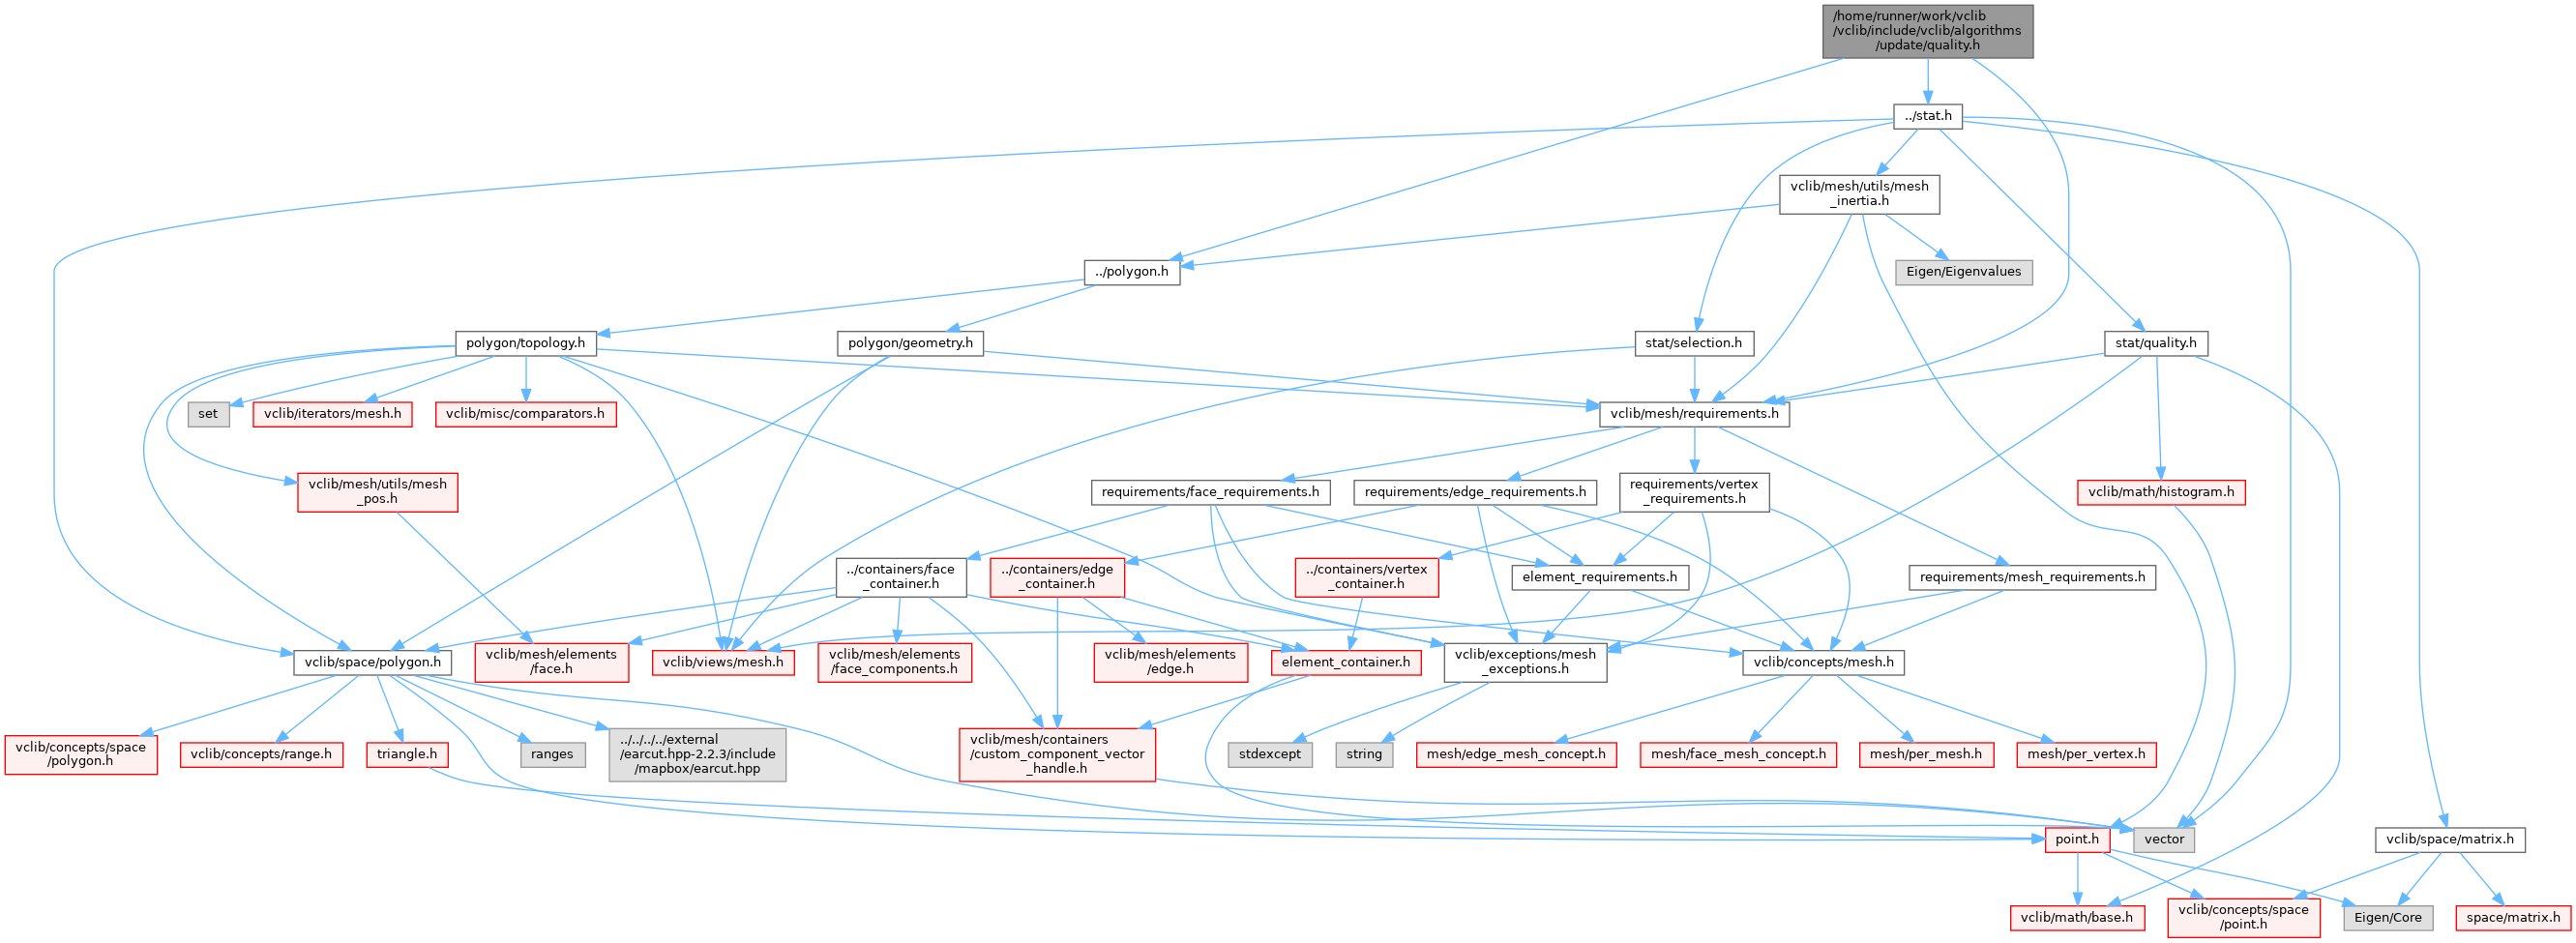 /home/runner/work/vclib
/vclib/include/vclib/algorithms
/update/quality.h
../stat.h
vclib/mesh/utils/mesh
_inertia.h
../polygon.h
Eigen/Eigenvalues
polygon/topology.h
polygon/geometry.h
stat/selection.h
stat/quality.h
set
vclib/iterators/mesh.h
vclib/misc/comparators.h
vclib/mesh/requirements.h
vclib/mesh/utils/mesh
_pos.h
requirements/face_requirements.h
requirements/edge_requirements.h
requirements/vertex
_requirements.h
vclib/math/histogram.h
../containers/face
_container.h
../containers/edge
_container.h
../containers/vertex
_container.h
element_requirements.h
requirements/mesh_requirements.h
vclib/space/polygon.h
vclib/mesh/elements
/face.h
vclib/views/mesh.h
vclib/mesh/elements
/face_components.h
vclib/mesh/elements
/edge.h
element_container.h
vclib/exceptions/mesh
_exceptions.h
vclib/concepts/mesh.h
vclib/concepts/space
/polygon.h
vclib/concepts/range.h
triangle.h
ranges
../../../../external
/earcut.hpp-2.2.3/include
/mapbox/earcut.hpp
vclib/mesh/containers
/custom_component_vector
_handle.h
stdexcept
string
mesh/edge_mesh_concept.h
mesh/face_mesh_concept.h
mesh/per_mesh.h
mesh/per_vertex.h
point.h
vector
vclib/space/matrix.h
vclib/math/base.h
vclib/concepts/space
/point.h
Eigen/Core
space/matrix.h